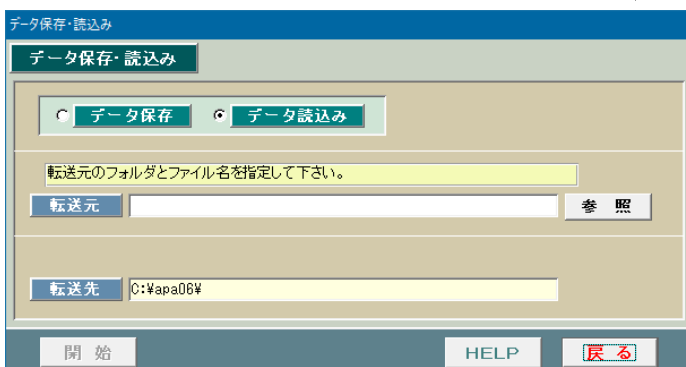 データ保存・読込み
データ保存・読込み
データ保存 データ読込み
転送元のフォルダとファイル名を指定して下さい。
転送元 参 照
転送先 C:¥apa06¥
開 始 HELP 戻 る